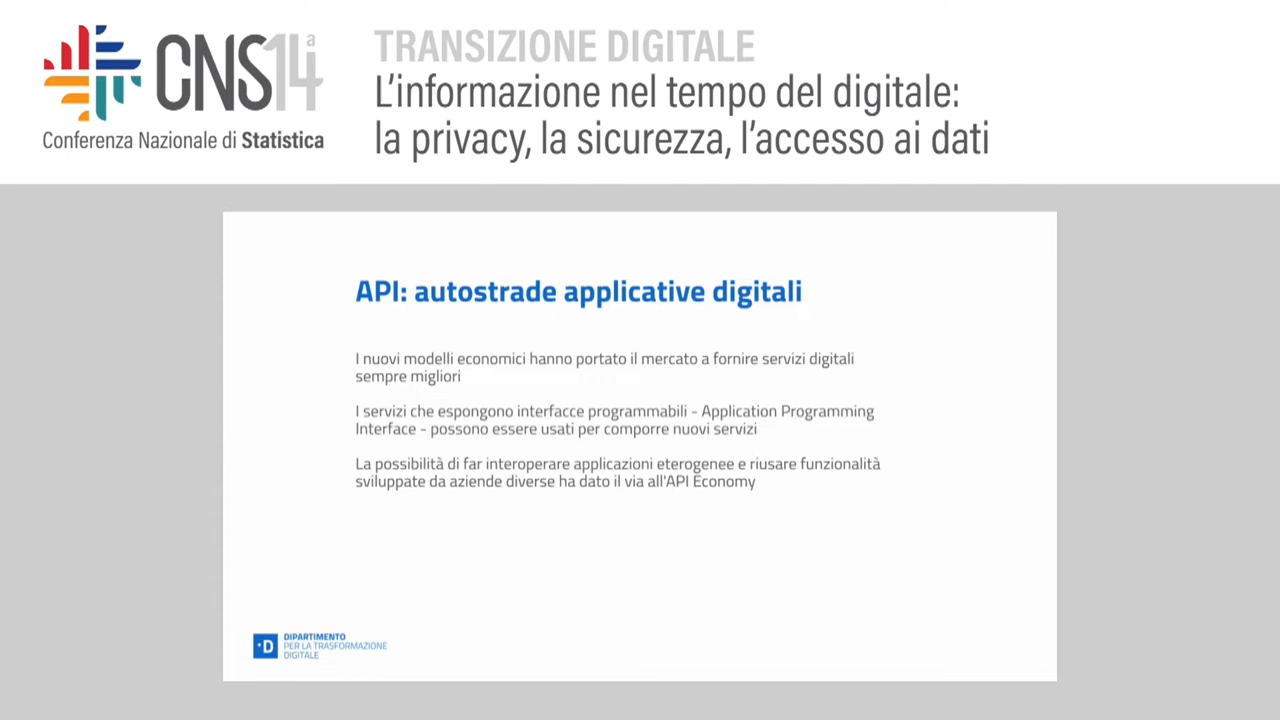 CNS14a
Conferenza Nazionale di Statistica
TRANSIZIONE DIGITALE
L'informazione nel tempo del digitale:
la privacy, la sicurezza, l'accesso ai dati
API: autostrade applicative digitali
I nuovi modelli economici hanno portato il mercato a fornire servizi digitali
sempre migliori
I servizi che espongono interfacce programmabili - Application Programming
Interface - possono essere usati per comporre nuovi servizi
La possibilità di far interoperare applicazioni eterogenee e riusare funzionalità
sviluppate da aziende diverse ha dato il via all'API Economy
·D
DIPARTIMENTO
PER LA TRASFORMAZIONE
DIGITALE